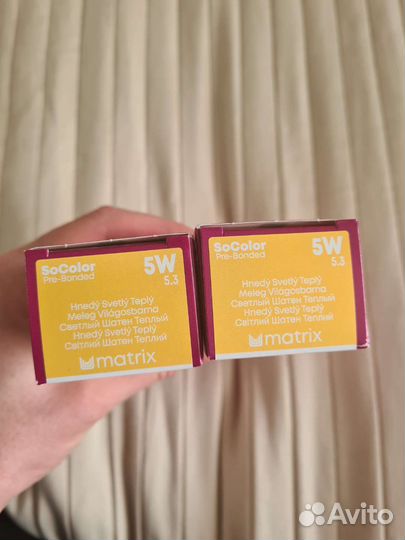 SoColor
Pre-Bonded
5W
5.3
Hnedý Svetlý Teplý
Meleg Világosbarna
Светлый Шатен Теплый
Hnědý Světlý Teplý
Світлий Шатен Теплий
matrix
SoColor
Pre-Bonded
5W
5.3
Hnedý Svetlý Teplý
Meleg Világosbarna
Светлый Шатен Теплый
Hnědý Světlý Teplý
Світлий Шатен Теплий
matrix
Avito